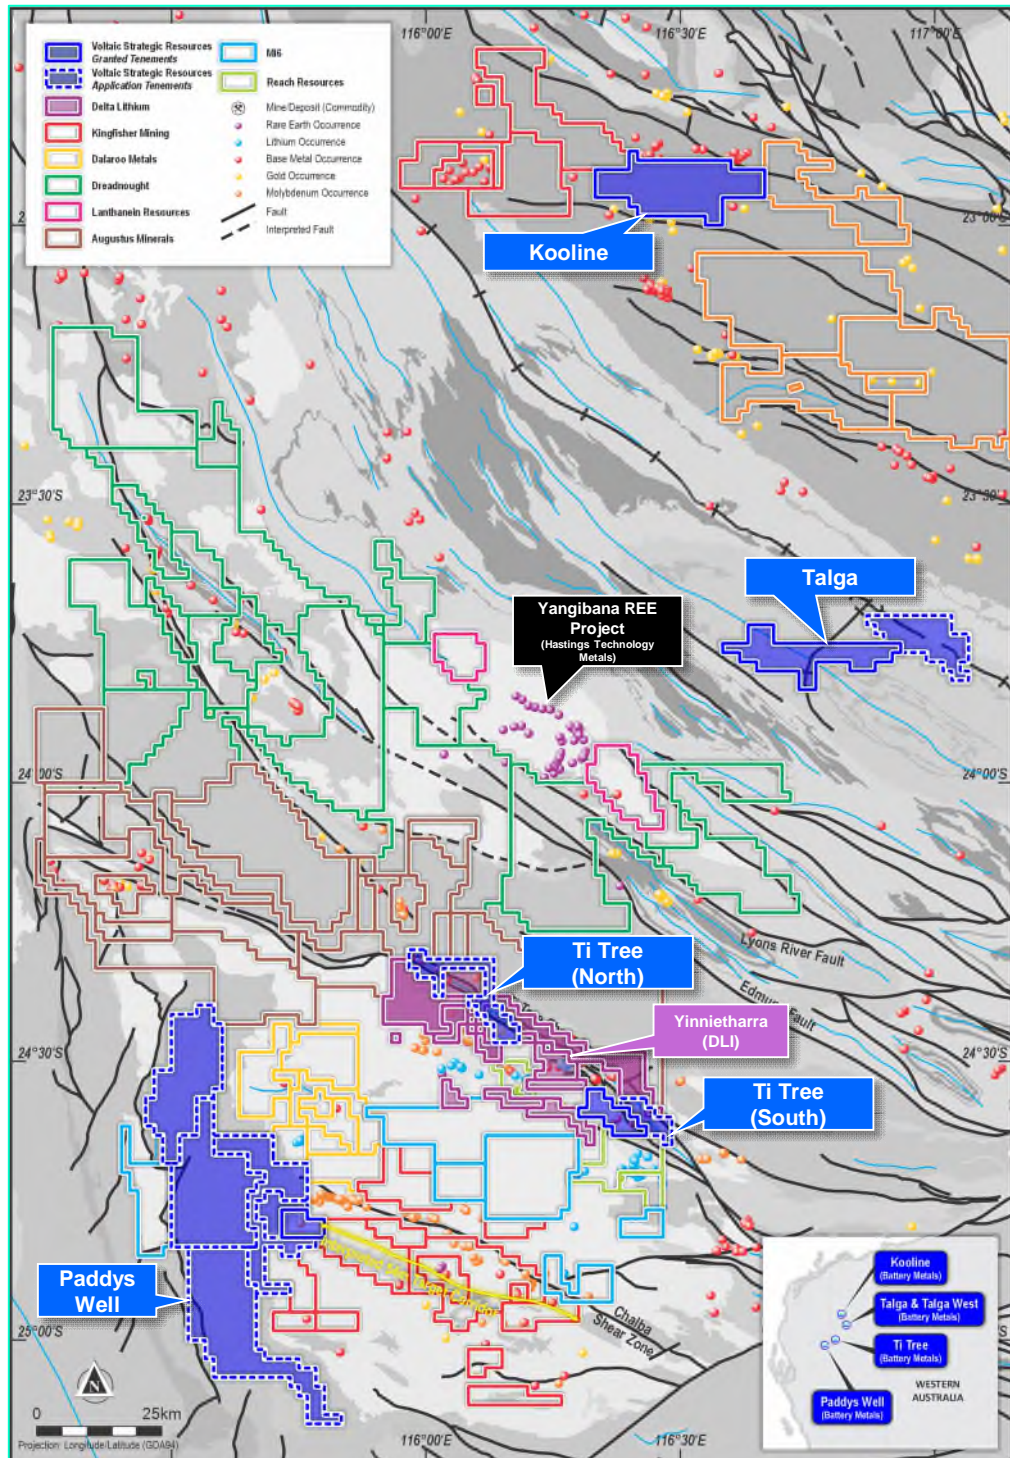 116°00'E
116°30'E
117°00'E
Voltaic Strategic Resources
Granted Tenements
Voltaic Strategic Resources
Application Tenements
Delta Lithium
Kingfisher Mining
Dalaroo Metals
Dreadnought
Lanthanein Resources
Augustus Minerals
Mi6
Reach Resources
Mine/Deposit (Commodity)
Rare Earth Occurrence
Lithium Occurrence
Base Metal Occurrence
Gold Occurrence
Molybdenum Occurrence
Fault
Interpreted Fault
23°00'S
Kooline
23°30'S
23°30'
Talga
Yangibana REE
Project
(Hastings Technology
Metals)
24°00'S
24°00'S
Lyons River Fault
Ti Tree
(North)
Edmund Fault
Yinnietharra
(DLI)
24°30'S
Ti Tree
(South)
Paddys
Well
Chalba
Shear Zone
25°00'S
Kooline
(Battery Metals)
Talga & Talga West
(Battery Metals)
Ti Tree
(Battery Metals)
Paddys Well
(Battery Metals)
WESTERN
AUSTRALIA
N
0 25km
Projection: Longitude/Latitude (GDA94)
116°00'E
116°30'E